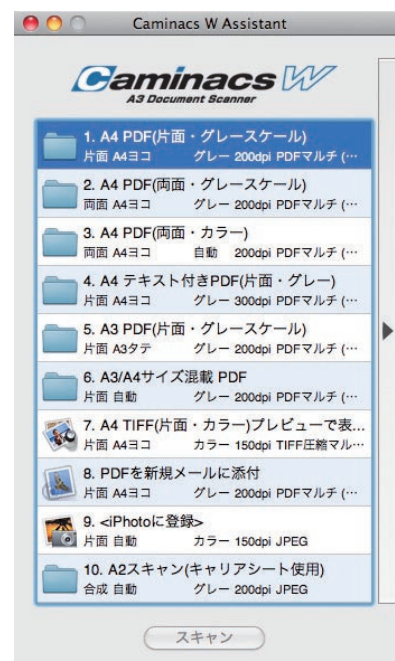 Caminacs W Assistant
Caminacs W
A3 Document Scanner
1. A4 PDF(片面・グレースケール)
片面 A4ヨコ グレー 200dpi PDFマルチ (…
2. A4 PDF(両面・グレースケール)
両面 A4ヨコ グレー 200dpi PDFマルチ (…
3. A4 PDF(両面・カラー)
両面 A4ヨコ 自動 200dpi PDFマルチ (…
4. A4 テキスト付きPDF(片面・グレー)
片面 A4ヨコ グレー 300dpi PDFマルチ (…
5. A3 PDF(片面・グレースケール)
片面 A3タテ グレー 200dpi PDFマルチ (…
6. A3/A4サイズ混載 PDF
片面 自動 グレー 200dpi PDFマルチ (…
7. A4 TIFF(片面・カラー)プレビューで表...
片面 A4ヨコ カラー 150dpi TIFF圧縮マル…
8. PDFを新規メールに添付
片面 A4ヨコ グレー 200dpi PDFマルチ (…
9. <iPhotoに登録>
片面 自動 カラー 150dpi JPEG
10. A2スキャン(キャリアシート使用)
合成 自動 グレー 200dpi JPEG
スキャン